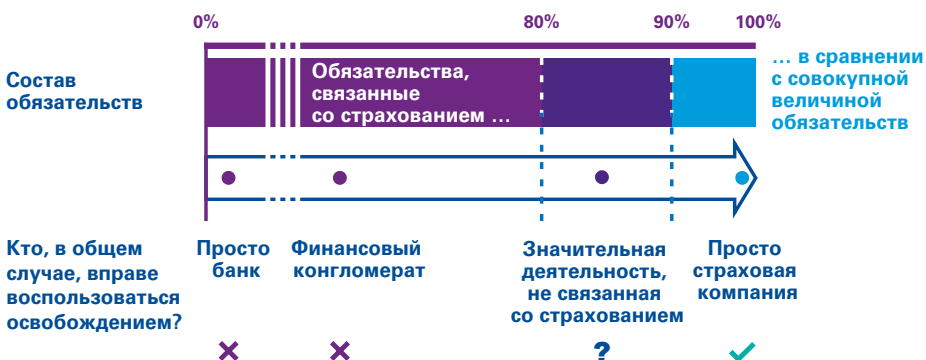 0%
80%
90%
100%
Состав
обязательств
Обязательства,
связанные
со страхованием ...
... в сравнении
с совокупной
величиной
обязательств
Кто, в общем
случае, вправе
воспользоваться
освобождением?
Просто
банк
Финансовый
конгломерат
Значительная
деятельность,
не связанная
со страхованием
Просто
страховая
компания
?